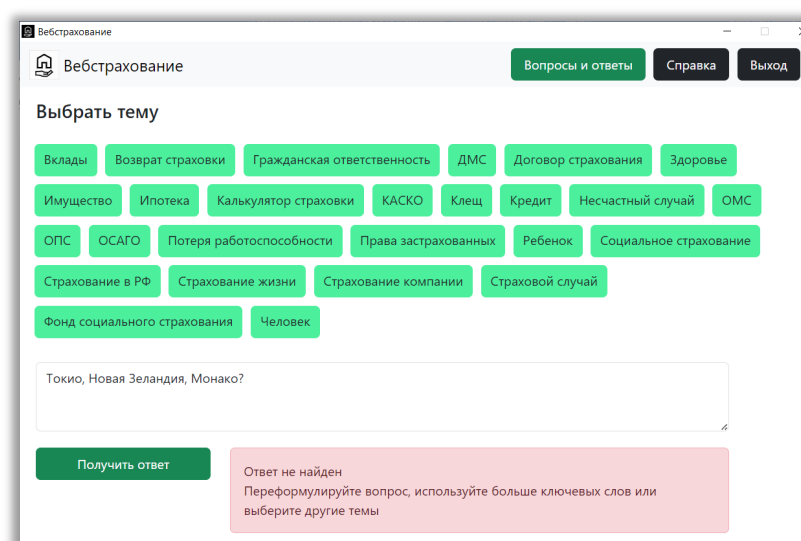 Вебстрахование
Вебстрахование Вопросы и ответы Справка Выход
Выбрать тему
Вклады Возврат страховки Гражданская ответственность ДМС Договор страхования Здоровье
Имущество Ипотека Калькулятор страховки КАСКО Клещ Кредит Несчастный случай ОМС
ОПС ОСАГО Потеря работоспособности Права застрахованных Ребенок Социальное страхование
Страхование в РФ Страхование жизни Страхование компании Страховой случай
Фонд социального страхования Человек
Токио, Новая Зеландия, Монако?
Получить ответ
Ответ не найден
Переформулируйте вопрос, используйте больше ключевых слов или
выберите другие темы